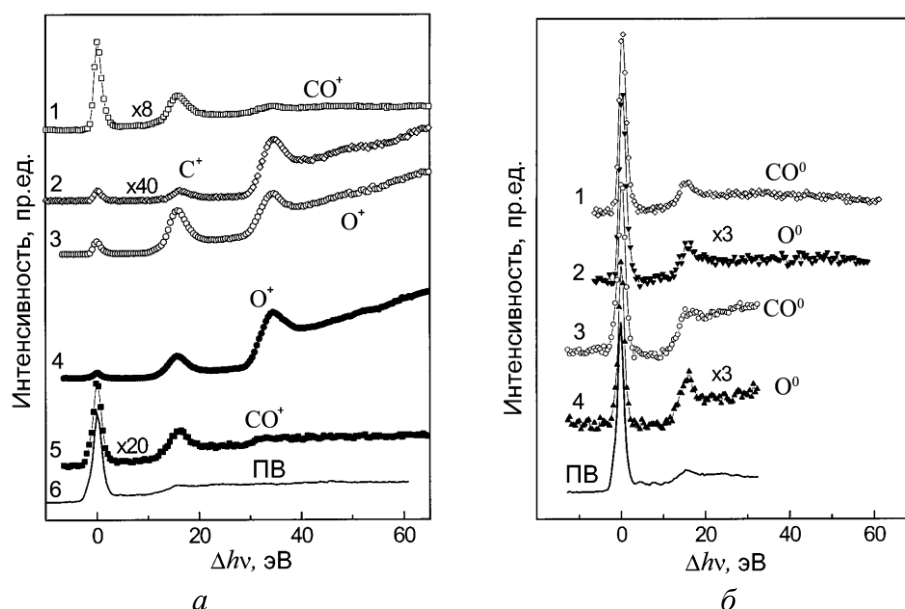 Интенсивность, пр.ед.
1
x8
CO⁺
2
x40
C⁺
3
O⁺
4
O⁺
5
x20
CO⁺
6
ПВ
0 20 40 60
Δhν, эВ
а
Интенсивность, пр.ед.
1
CO⁰
2
x3
O⁰
3
CO⁰
4
x3
O⁰
ПВ
0 20 40 60
Δhν, эВ
б